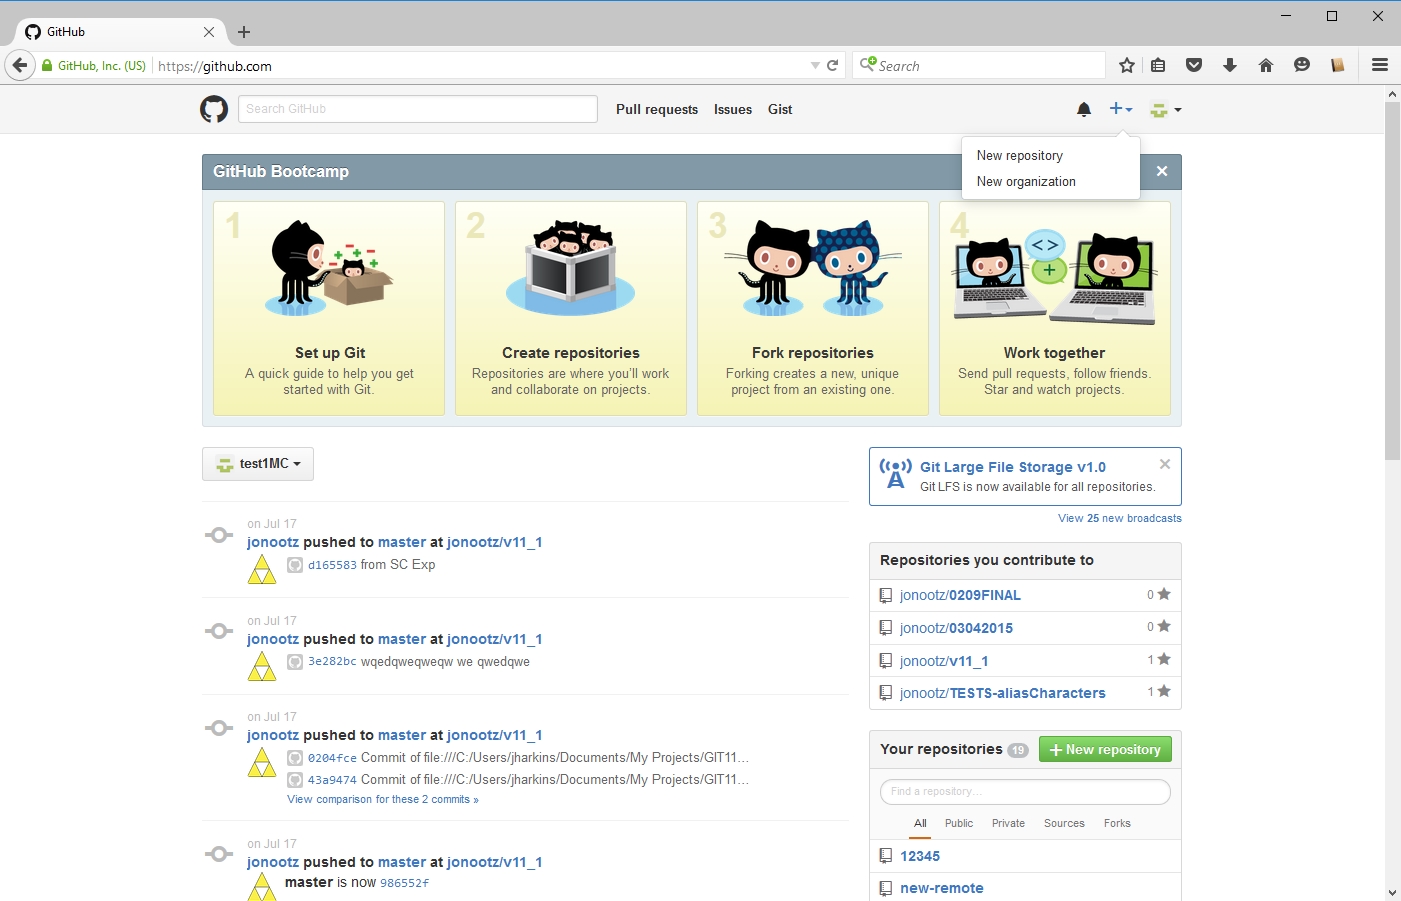 GitHub
GitHub, Inc. (US)
https://github.com
Search
Search GitHub
Pull requests
Issues
Gist
New repository
New organization
GitHub Bootcamp
1
Set up Git
A quick guide to help you get
started with Git.
2
Create repositories
Repositories are where you'll work
and collaborate on projects.
3
Fork repositories
Forking creates a new, unique
project from an existing one.
4
<>
+
Work together
Send pull requests, follow friends.
Star and watch projects.
test1MC
on Jul 17
jonootz pushed to master at jonootz/v11_1
d165583 from SC Exp
on Jul 17
jonootz pushed to master at jonootz/v11_1
3e282bc wqedqweqweqw we qwedqwe
on Jul 17
jonootz pushed to master at jonootz/v11_1
0204fce Commit of file:///C:/Users/jharkins/Documents/My Projects/GIT11...
43a9474 Commit of file:///C:/Users/jharkins/Documents/My Projects/GIT11...
View comparison for these 2 commits »
on Jul 17
jonootz pushed to master at jonootz/v11_1
master is now 986552f
Git Large File Storage v1.0
Git LFS is now available for all repositories.
View 25 new broadcasts
Repositories you contribute to
jonootz/0209FINAL 0
jonootz/03042015 0
jonootz/v11_1 1
jonootz/TESTS-aliasCharacters 1
Your repositories 19
New repository
Find a repository...
All Public Private Sources Forks
12345
new-remote